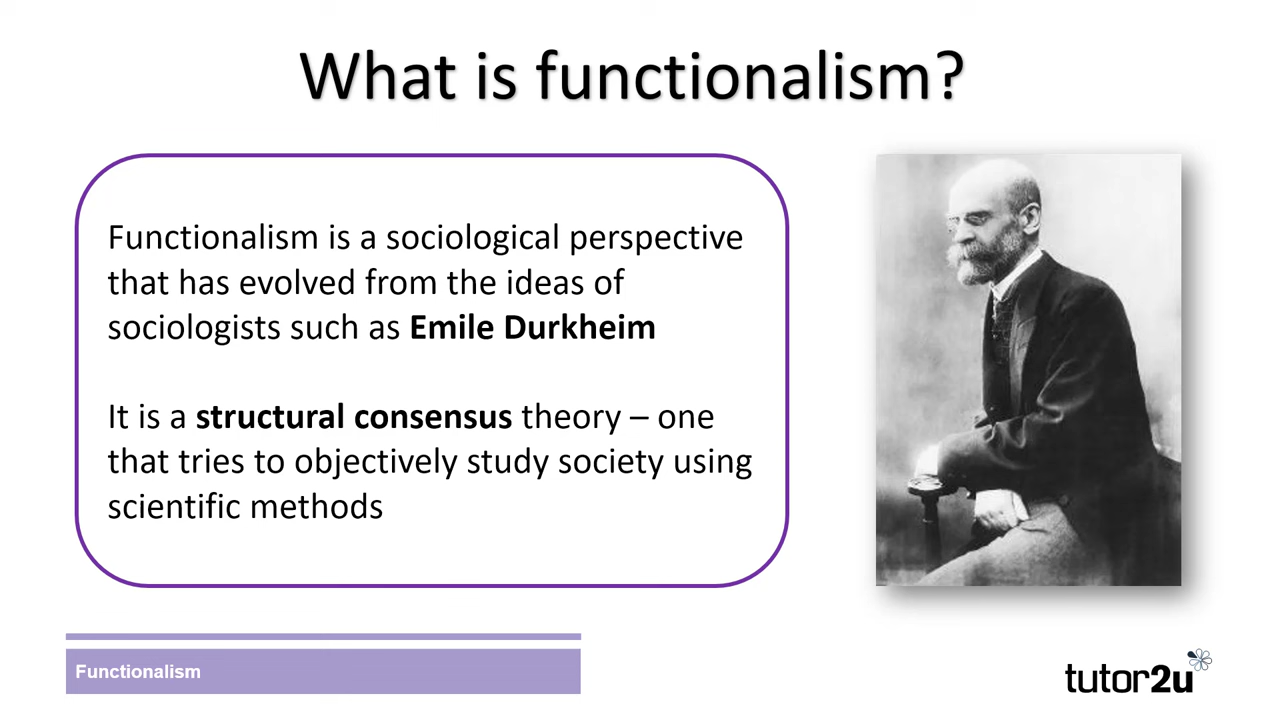 What is functionalism?
Functionalism is a sociological perspective
that has evolved from the ideas of
sociologists such as Emile Durkheim
It is a structural consensus theory – one
that tries to objectively study society using
scientific methods
Functionalism
tutor2u